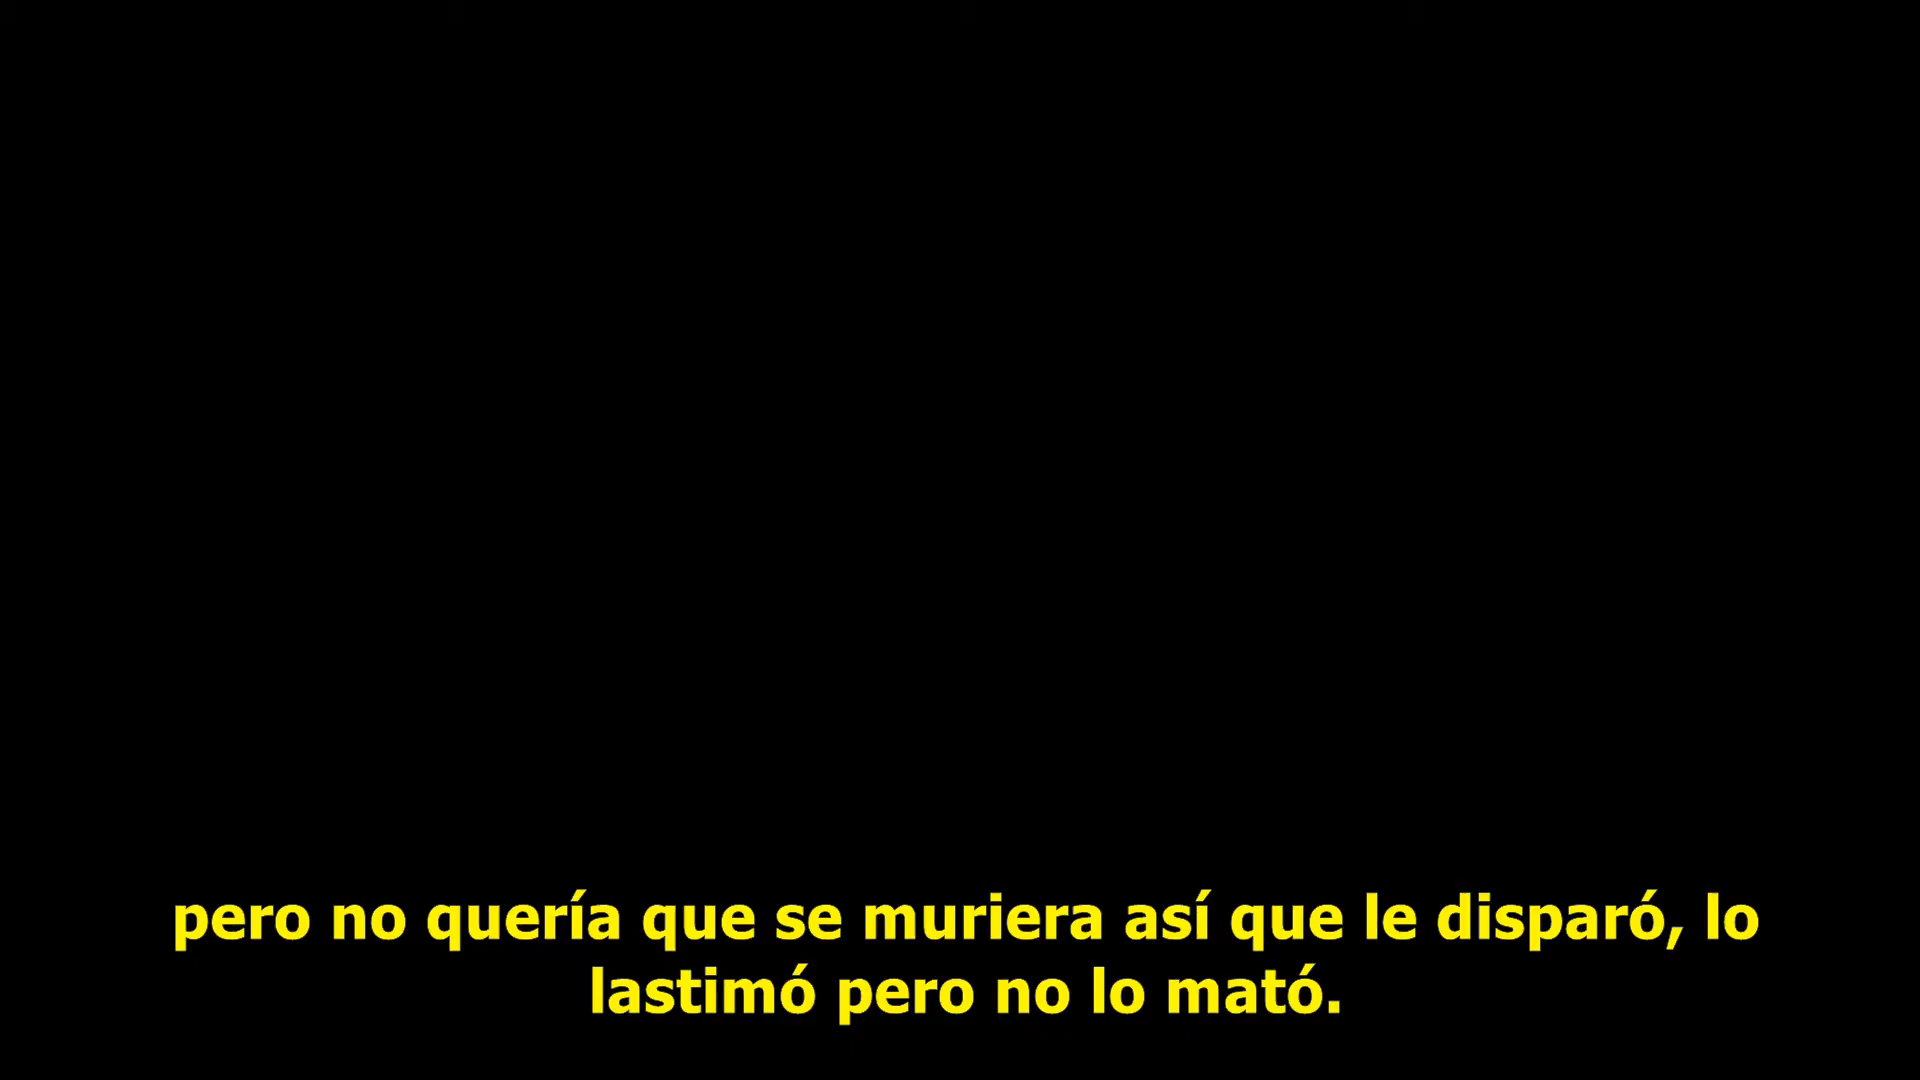 pero no quería que se muriera así que le disparó, lo
lastimó pero no lo mató.